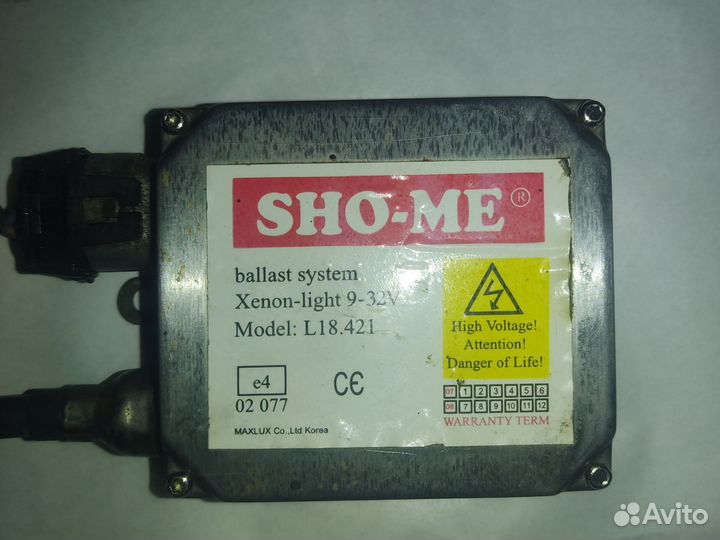 SHO-ME®
ballast system
Xenon-light 9-32V
Model: L18.421
High Voltage!
Attention!
Danger of Life!
e4
CE
02 077
07 1 2 3 4 5 6
08 7 8 9 10 11 12
WARRANTY TERM
MAXLUX Co.,Ltd Korea
Avito